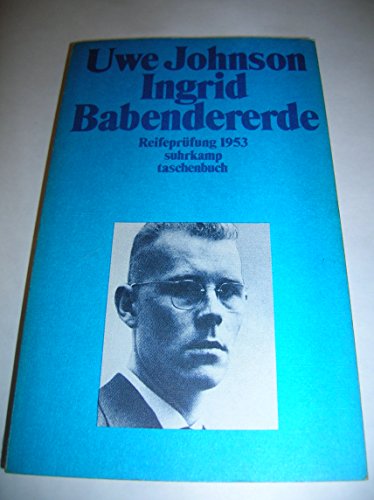 Uwe Johnson
Ingrid
Babendererde
Reifeprüfung 1953
suhrkamp
taschenbuch